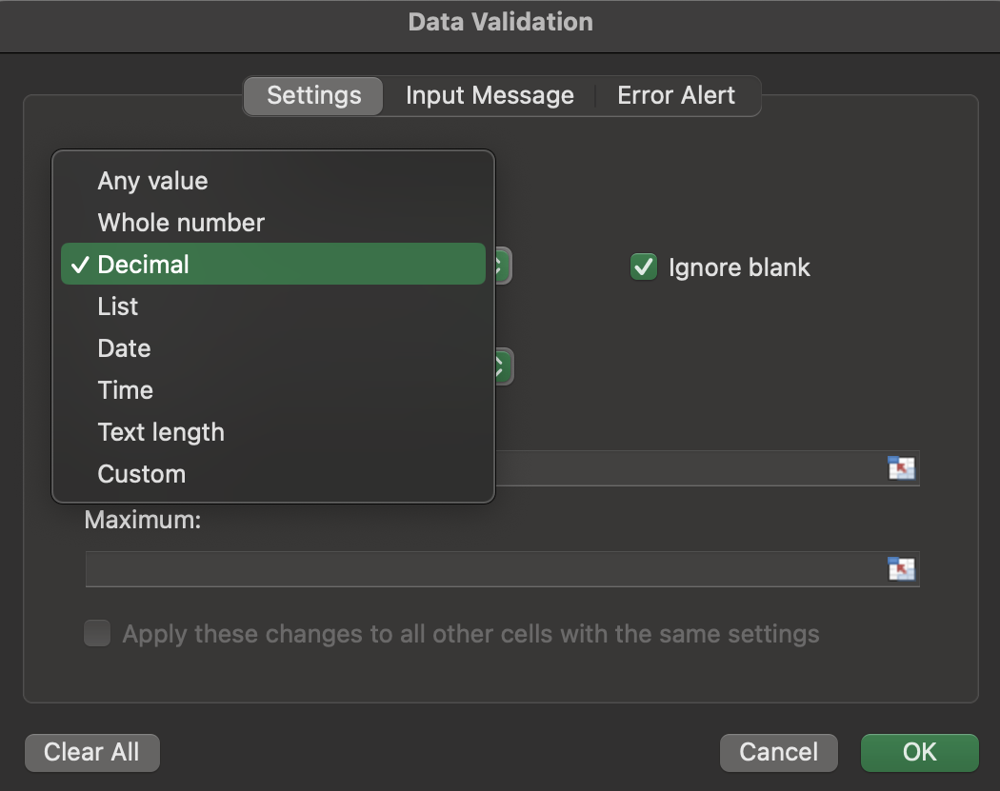 Data Validation
Settings Input Message Error Alert
Any value
Whole number
Decimal
Ignore blank
List
Date
Time
Text length
Custom
Maximum:
Apply these changes to all other cells with the same settings
Clear All Cancel OK